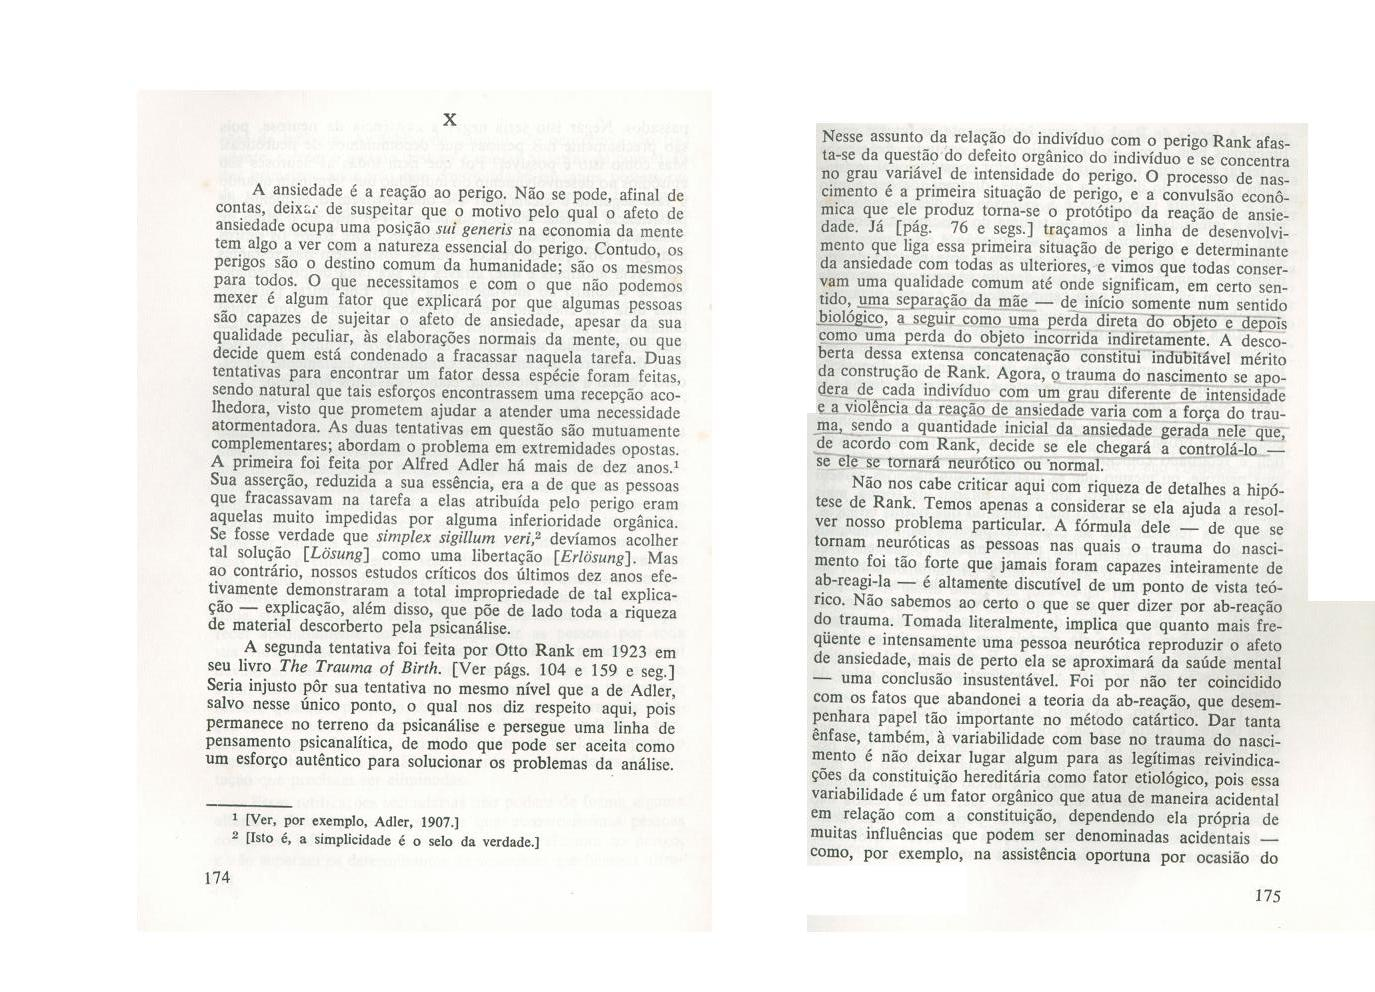 X
A ansiedade é a reação ao perigo. Não se pode, afinal de
contas, deixar de suspeitar que o motivo pelo qual o afeto de
ansiedade ocupa uma posição sui generis na economia da mente
tem algo a ver com a natureza essencial do perigo. Contudo, os
perigos são o destino comum da humanidade; são os mesmos
para todos. O que necessitamos e com o que não podemos
mexer é algum fator que explicará por que algumas pessoas
são capazes de sujeitar o afeto de ansiedade, apesar da sua
qualidade peculiar, às elaborações normais da mente, ou que
decide quem está condenado a fracassar naquela tarefa. Duas
tentativas para encontrar um fator dessa espécie foram feitas,
sendo natural que tais esforços encontrassem uma recepção aco-
lhedora, visto que prometem ajudar a atender uma necessidade
atormentadora. As duas tentativas em questão são mutuamente
complementares; abordam o problema em extremidades opostas.
A primeira foi feita por Alfred Adler há mais de dez anos.¹
Sua asserção, reduzida a sua essência, era a de que as pessoas
que fracassavam na tarefa a elas atribuída pelo perigo eram
aquelas muito impedidas por alguma inferioridade orgânica.
Se fosse verdade que simplex sigillum veri,² devíamos acolher
tal solução [Lösung] como uma libertação [Erlösung]. Mas
ao contrário, nossos estudos críticos dos últimos dez anos efe-
tivamente demonstraram a total impropriedade de tal explica-
ção — explicação, além disso, que põe de lado toda a riqueza
de material descorberto pela psicanálise.
A segunda tentativa foi feita por Otto Rank em 1923 em
seu livro The Trauma of Birth. [Ver págs. 104 e 159 e seg.]
Seria injusto pôr sua tentativa no mesmo nível que a de Adler,
salvo nesse único ponto, o qual nos diz respeito aqui, pois
permanece no terreno da psicanálise e persegue uma linha de
pensamento psicanalítica, de modo que pode ser aceita como
um esforço autêntico para solucionar os problemas da análise.
¹ [Ver, por exemplo, Adler, 1907.]
² [Isto é, a simplicidade é o selo da verdade.]
174
Nesse assunto da relação do indivíduo com o perigo Rank afas-
ta-se da questão do defeito orgânico do indivíduo e se concentra
no grau variável de intensidade do perigo. O processo de nas-
cimento é a primeira situação de perigo, e a convulsão econô-
mica que ele produz torna-se o protótipo da reação de ansie-
dade. Já [pág. 76 e segs.] traçamos a linha de desenvolvi-
mento que liga essa primeira situação de perigo e determinante
da ansiedade com todas as ulteriores, e vimos que todas conser-
vam uma qualidade comum até onde significam, em certo sen-
tido, uma separação da mãe — de início somente num sentido
biológico, a seguir como uma perda direta do objeto e depois
como uma perda do objeto incorrida indiretamente. A desco-
berta dessa extensa concatenação constitui indubitável mérito
da construção de Rank. Agora, o trauma do nascimento se apo-
dera de cada indivíduo com um grau diferente de intensidade
e a violência da reação de ansiedade varia com a força do trau-
ma, sendo a quantidade inicial da ansiedade gerada nele que,
de acordo com Rank, decide se ele chegará a controlá-lo —
se ele se tornará neurótico ou normal.
Não nos cabe criticar aqui com riqueza de detalhes a hipó-
tese de Rank. Temos apenas a considerar se ela ajuda a resol-
ver nosso problema particular. A fórmula dele — de que se
tornam neuróticas as pessoas nas quais o trauma do nasci-
mento foi tão forte que jamais foram capazes inteiramente de
ab-reagi-la — é altamente discutível de um ponto de vista teó-
rico. Não sabemos ao certo o que se quer dizer por ab-reação
do trauma. Tomada literalmente, implica que quanto mais fre-
qüente e intensamente uma pessoa neurótica reproduzir o afeto
de ansiedade, mais de perto ela se aproximará da saúde mental
— uma conclusão insustentável. Foi por não ter coincidido
com os fatos que abandonei a teoria da ab-reação, que desem-
penhara papel tão importante no método catártico. Dar tanta
ênfase, também, à variabilidade com base no trauma do nasci-
mento é não deixar lugar algum para as legítimas reivindica-
ções da constituição hereditária como fator etiológico, pois essa
variabilidade é um fator orgânico que atua de maneira acidental
em relação com a constituição, dependendo ela própria de
muitas influências que podem ser denominadas acidentais —
como, por exemplo, na assistência oportuna por ocasião do
175